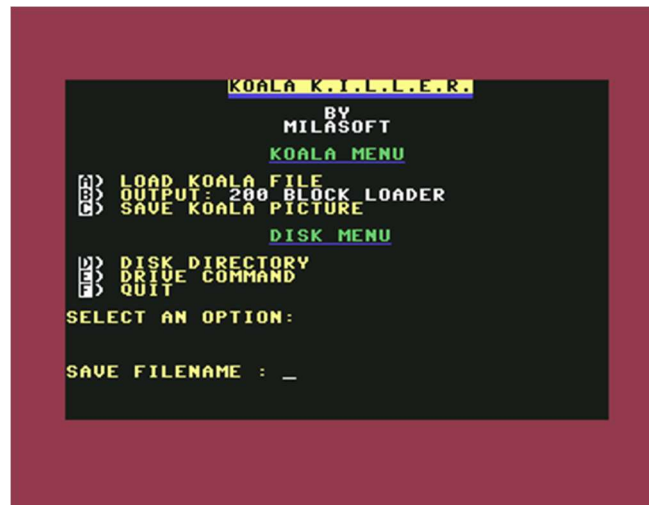 KOALA K.I.L.L.E.R.
BY
MILASOFT
KOALA MENU
A) LOAD KOALA FILE
B) OUTPUT: 200 BLOCK LOADER
C) SAVE KOALA PICTURE
DISK MENU
D) DISK DIRECTORY
E) DRIVE COMMAND
F) QUIT
SELECT AN OPTION:
SAVE FILENAME : _